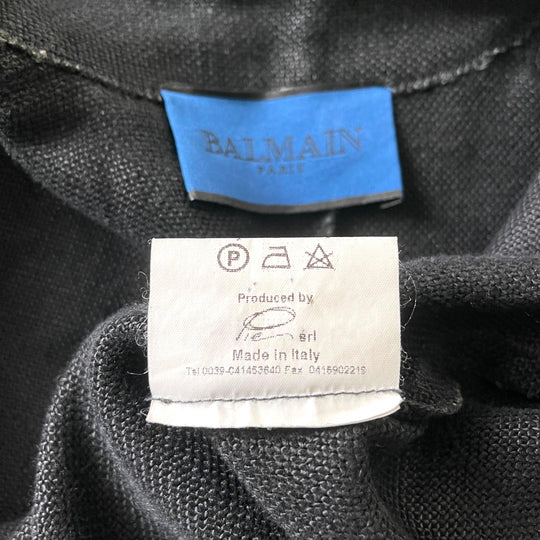 BALMAIN
PARIS
P
Produced by
srl
Made in Italy
Tel 0039-041453640 Fax 0415902219